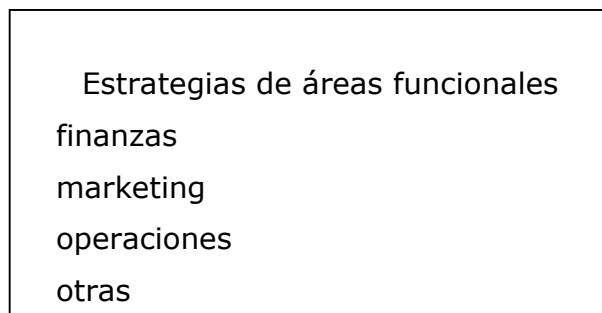 Estrategias de áreas funcionales
finanzas
marketing
operaciones
otras